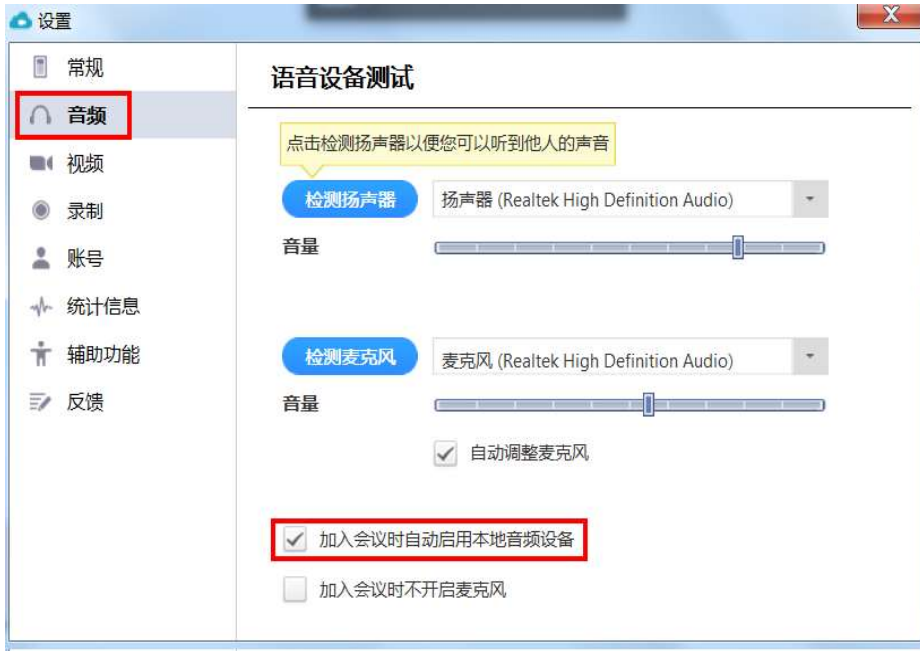 设置
X
常规
音频
视频
录制
账号
统计信息
辅助功能
反馈
语音设备测试
点击检测扬声器以便您可以听到他人的声音
检测扬声器
扬声器 (Realtek High Definition Audio)
音量
检测麦克风
麦克风 (Realtek High Definition Audio)
音量
自动调整麦克风
加入会议时自动启用本地音频设备
加入会议时不开启麦克风